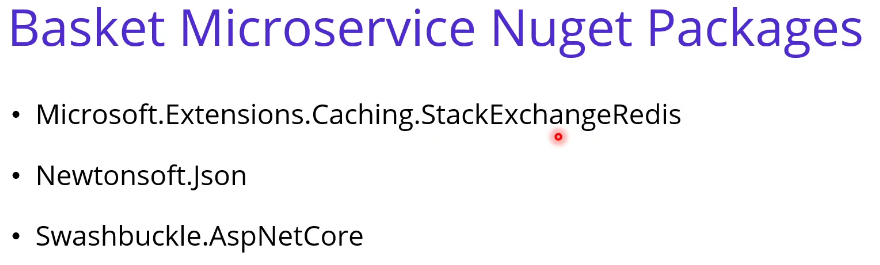 Basket Microservice Nuget Packages
• Microsoft.Extensions.Caching.StackExchangeRedis
• Newtonsoft.Json
• Swashbuckle.AspNetCore